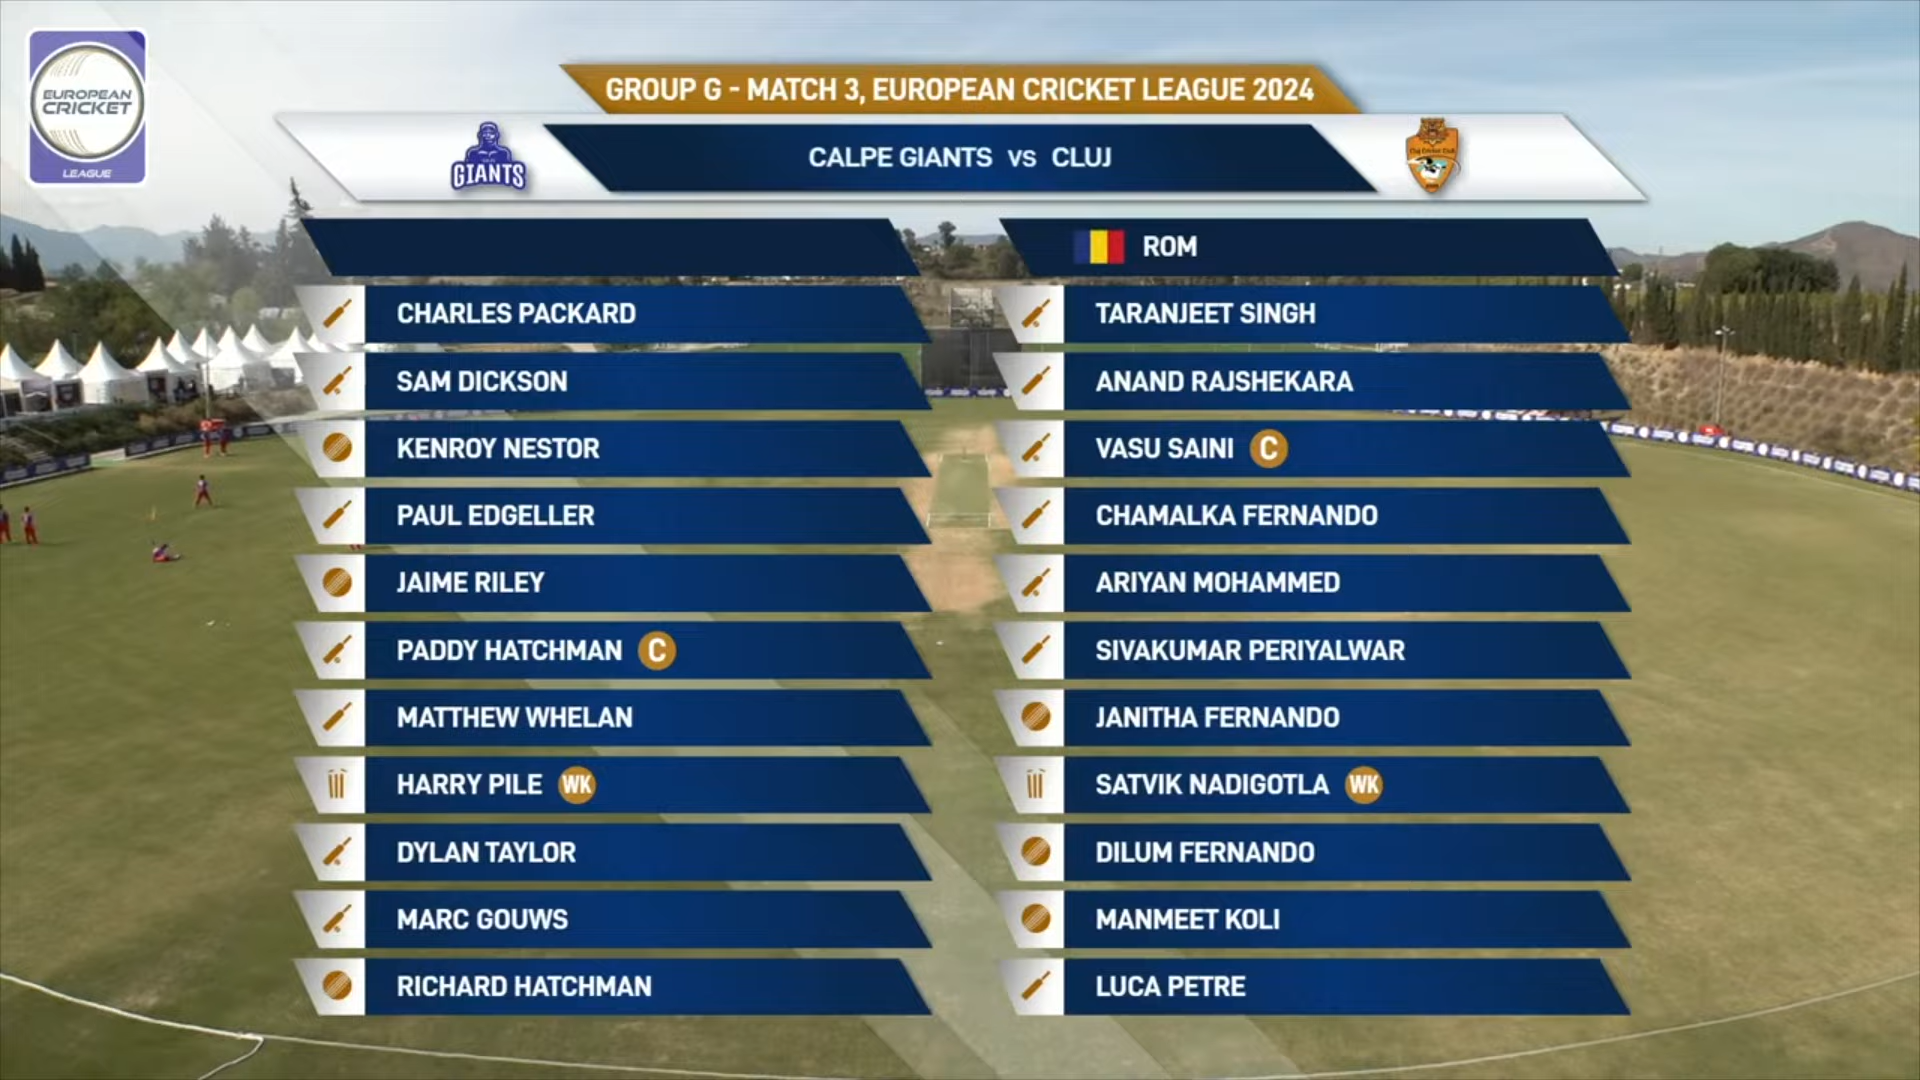 EUROPEAN
CRICKET
LEAGUE
GROUP G - MATCH 3, EUROPEAN CRICKET LEAGUE 2024
GIANTS
CALPE GIANTS VS CLUJ
Cluj Cricket Club
ROM
CHARLES PACKARD
SAM DICKSON
KENROY NESTOR
PAUL EDGELLER
JAIME RILEY
PADDY HATCHMAN C
MATTHEW WHELAN
HARRY PILE WK
DYLAN TAYLOR
MARC GOUWS
RICHARD HATCHMAN
TARANJEET SINGH
ANAND RAJSHEKARA
VASU SAINI C
CHAMALKA FERNANDO
ARIYAN MOHAMMED
SIVAKUMAR PERIYALWAR
JANITHA FERNANDO
SATVIK NADIGOTLA WK
DILUM FERNANDO
MANMEET KOLI
LUCA PETRE